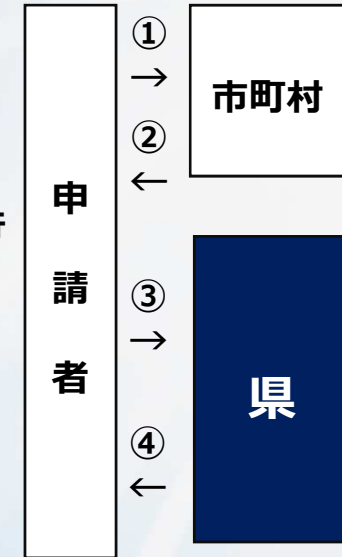 ①
→
市町村
②
←
申請者
③
→
県
④
←